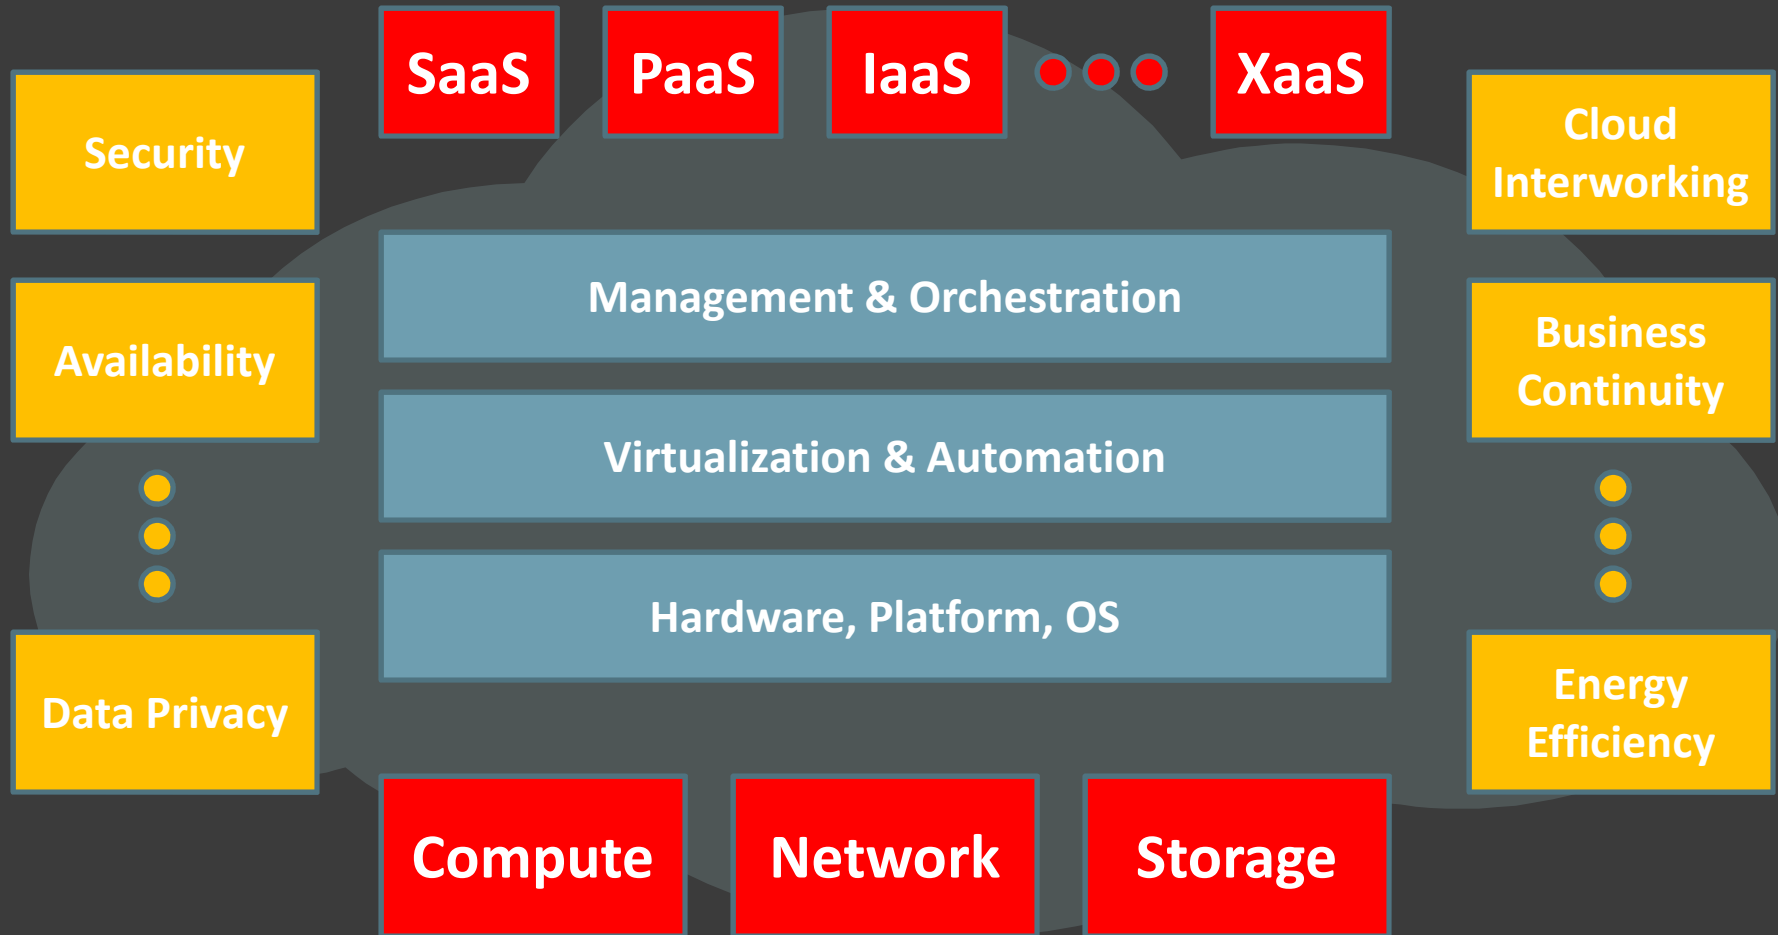 SaaS
PaaS
IaaS
XaaS
Security
Availability
Data Privacy
Management & Orchestration
Virtualization & Automation
Hardware, Platform, OS
Cloud
Interworking
Business
Continuity
Energy
Efficiency
Compute
Network
Storage